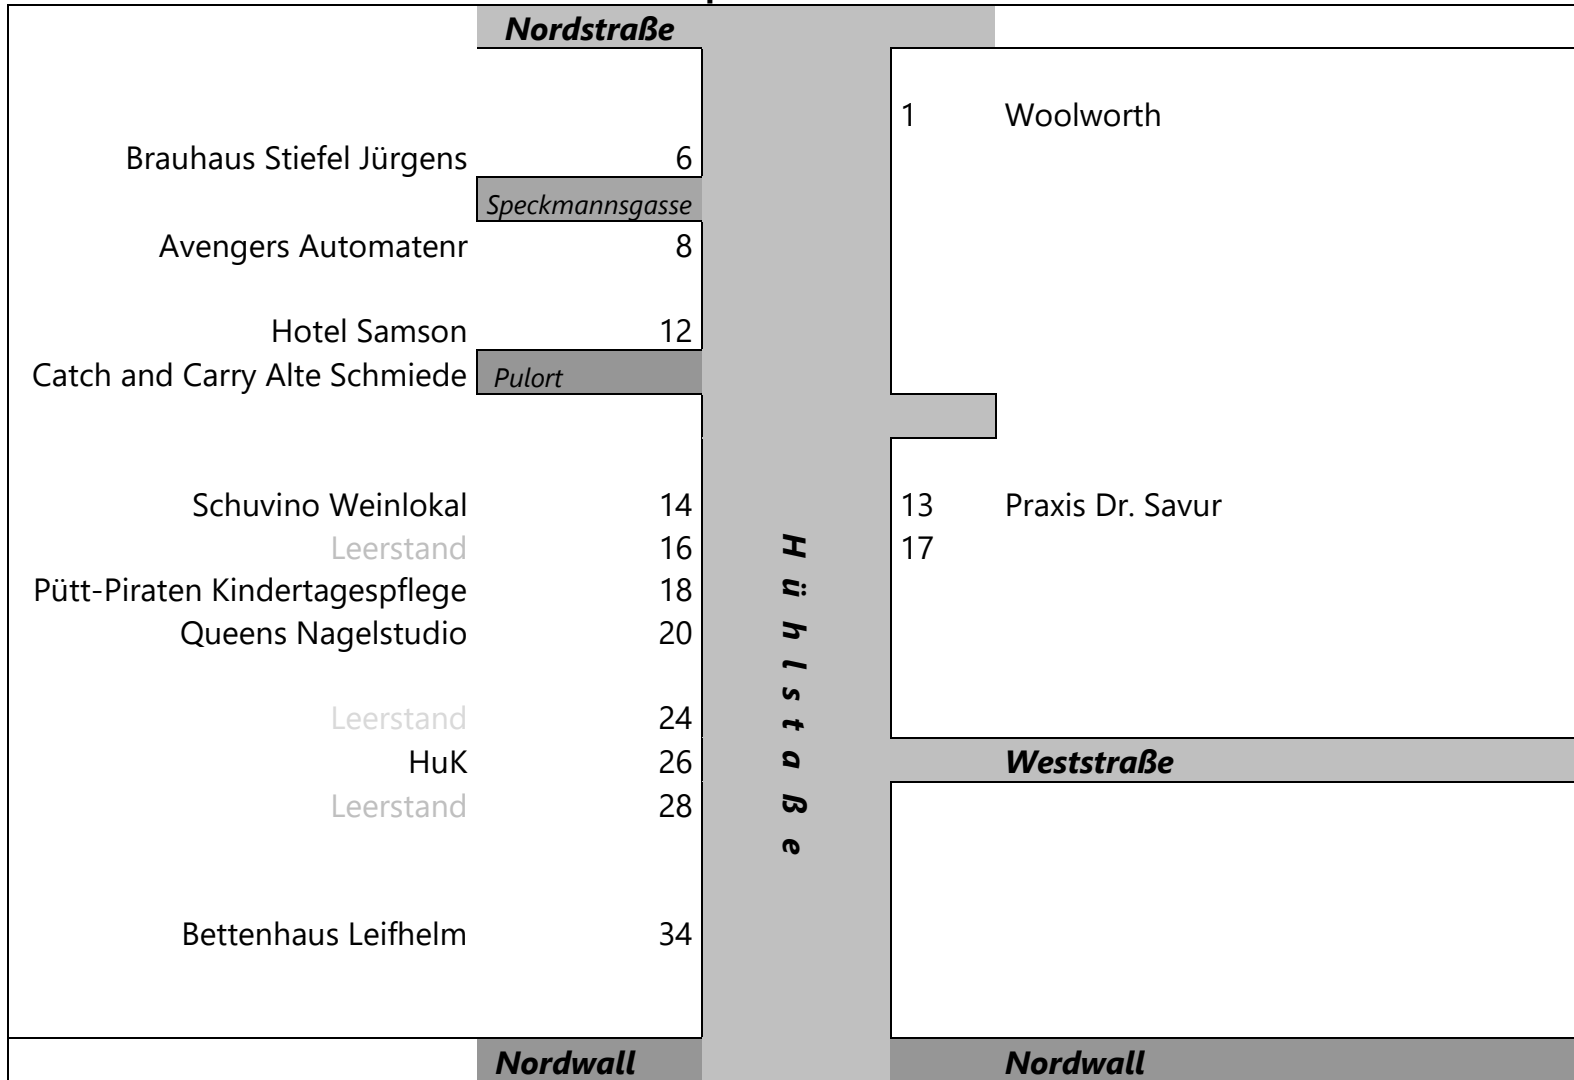 Nordstraße
1 Woolworth
Brauhaus Stiefel Jürgens 6
Speckmannsgasse
Avengers Automatenr 8
Hotel Samson 12
Catch and Carry Alte Schmiede Pulort
Schuvino Weinlokal 14 13 Praxis Dr. Savur
Leerstand 16 17
Pütt-Piraten Kindertagespflege 18
Queens Nagelstudio 20
Leerstand 24
HuK 26 Weststraße
Leerstand 28
Hühlstaße
Bettenhaus Leifhelm 34
Nordwall Nordwall